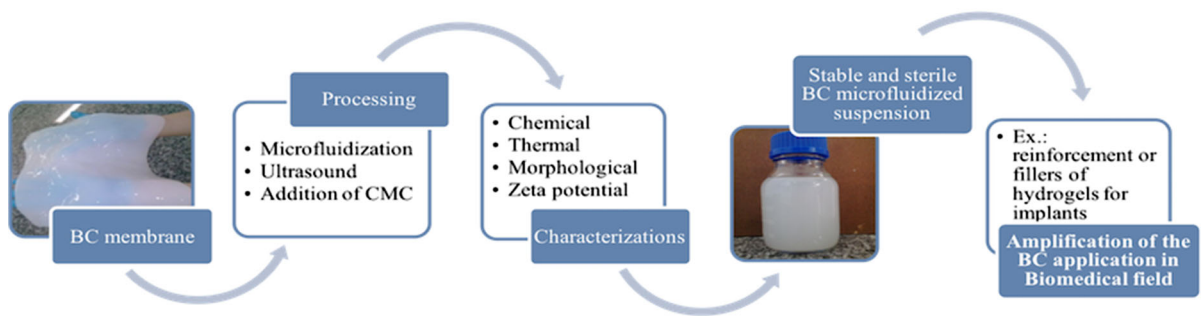 BC membrane
Processing
• Microfluidization
• Ultrasound
• Addition of CMC
• Chemical
• Thermal
• Morphological
• Zeta potential
Characterizations
Stable and sterile
BC microfluidized
suspension
• Ex.:
reinforcement or
fillers of
hydrogels for
implants
Amplification of the
BC application in
Biomedical field